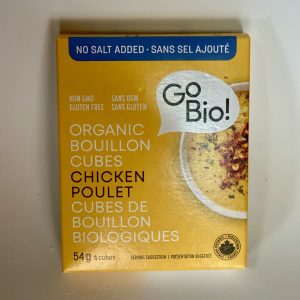 NO SALT ADDED • SANS SEL AJOUTÉ
NON GMO
GLUTEN FREE
SANS OGM
SANS GLUTEN
Go
Bio!
ORGANIC
BOUILLON
CUBES
CHICKEN
POULET
CUBES DE
BOUILLON
BIOLOGIQUES
54 g 6 cubes
SERVING SUGGESTION | PRÉSENTATION SUGGÉRÉE